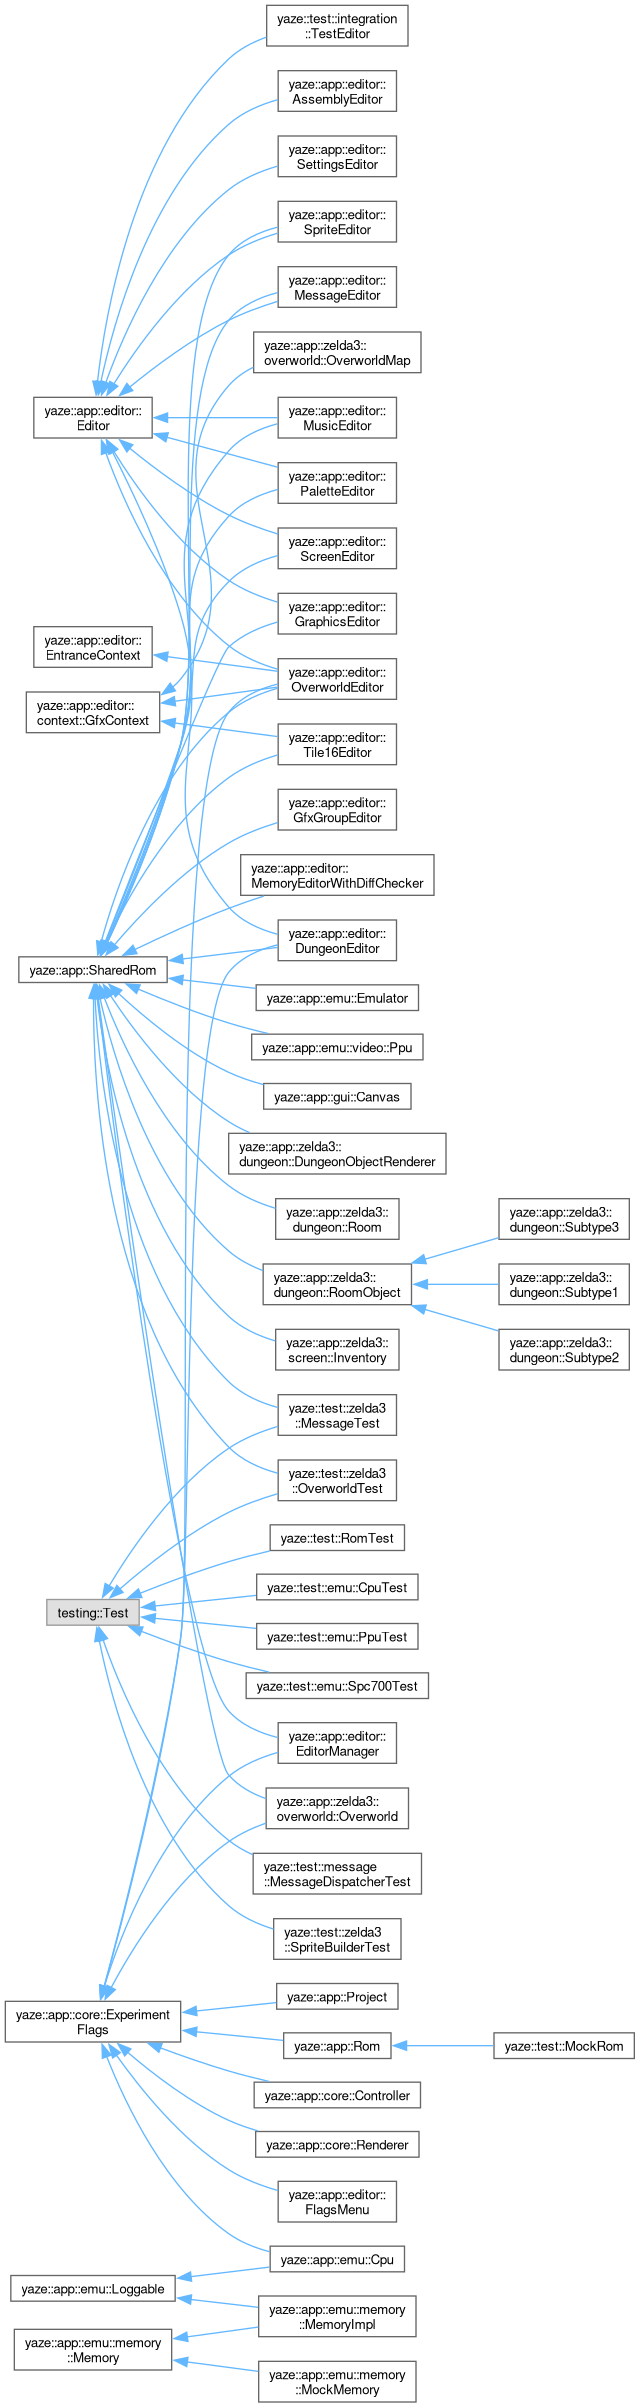 yaze::test::integration
::TestEditor
yaze::app::editor::
AssemblyEditor
yaze::app::editor::
SettingsEditor
yaze::app::editor::
SpriteEditor
yaze::app::editor::
MessageEditor
yaze::app::zelda3::
overworld::OverworldMap
yaze::app::editor::
Editor
yaze::app::editor::
MusicEditor
yaze::app::editor::
PaletteEditor
yaze::app::editor::
ScreenEditor
yaze::app::editor::
GraphicsEditor
yaze::app::editor::
EntranceContext
yaze::app::editor::
OverworldEditor
yaze::app::editor::
context::GfxContext
yaze::app::editor::
Tile16Editor
yaze::app::editor::
GfxGroupEditor
yaze::app::editor::
MemoryEditorWithDiffChecker
yaze::app::editor::
DungeonEditor
yaze::app::SharedRom
yaze::app::emu::Emulator
yaze::app::emu::video::Ppu
yaze::app::gui::Canvas
yaze::app::zelda3::
dungeon::DungeonObjectRenderer
yaze::app::zelda3::
dungeon::Room
yaze::app::zelda3::
dungeon::Subtype3
yaze::app::zelda3::
dungeon::RoomObject
yaze::app::zelda3::
dungeon::Subtype1
yaze::app::zelda3::
screen::Inventory
yaze::app::zelda3::
dungeon::Subtype2
yaze::test::zelda3
::MessageTest
yaze::test::zelda3
::OverworldTest
yaze::test::RomTest
yaze::test::emu::CpuTest
testing::Test
yaze::test::emu::PpuTest
yaze::test::emu::Spc700Test
yaze::app::editor::
EditorManager
yaze::app::zelda3::
overworld::Overworld
yaze::test::message
::MessageDispatcherTest
yaze::test::zelda3
::SpriteBuilderTest
yaze::app::core::Experiment
Flags
yaze::app::Project
yaze::app::Rom
yaze::test::MockRom
yaze::app::core::Controller
yaze::app::core::Renderer
yaze::app::editor::
FlagsMenu
yaze::app::emu::Cpu
yaze::app::emu::Loggable
yaze::app::emu::memory
::MemoryImpl
yaze::app::emu::memory
::Memory
yaze::app::emu::memory
::MockMemory